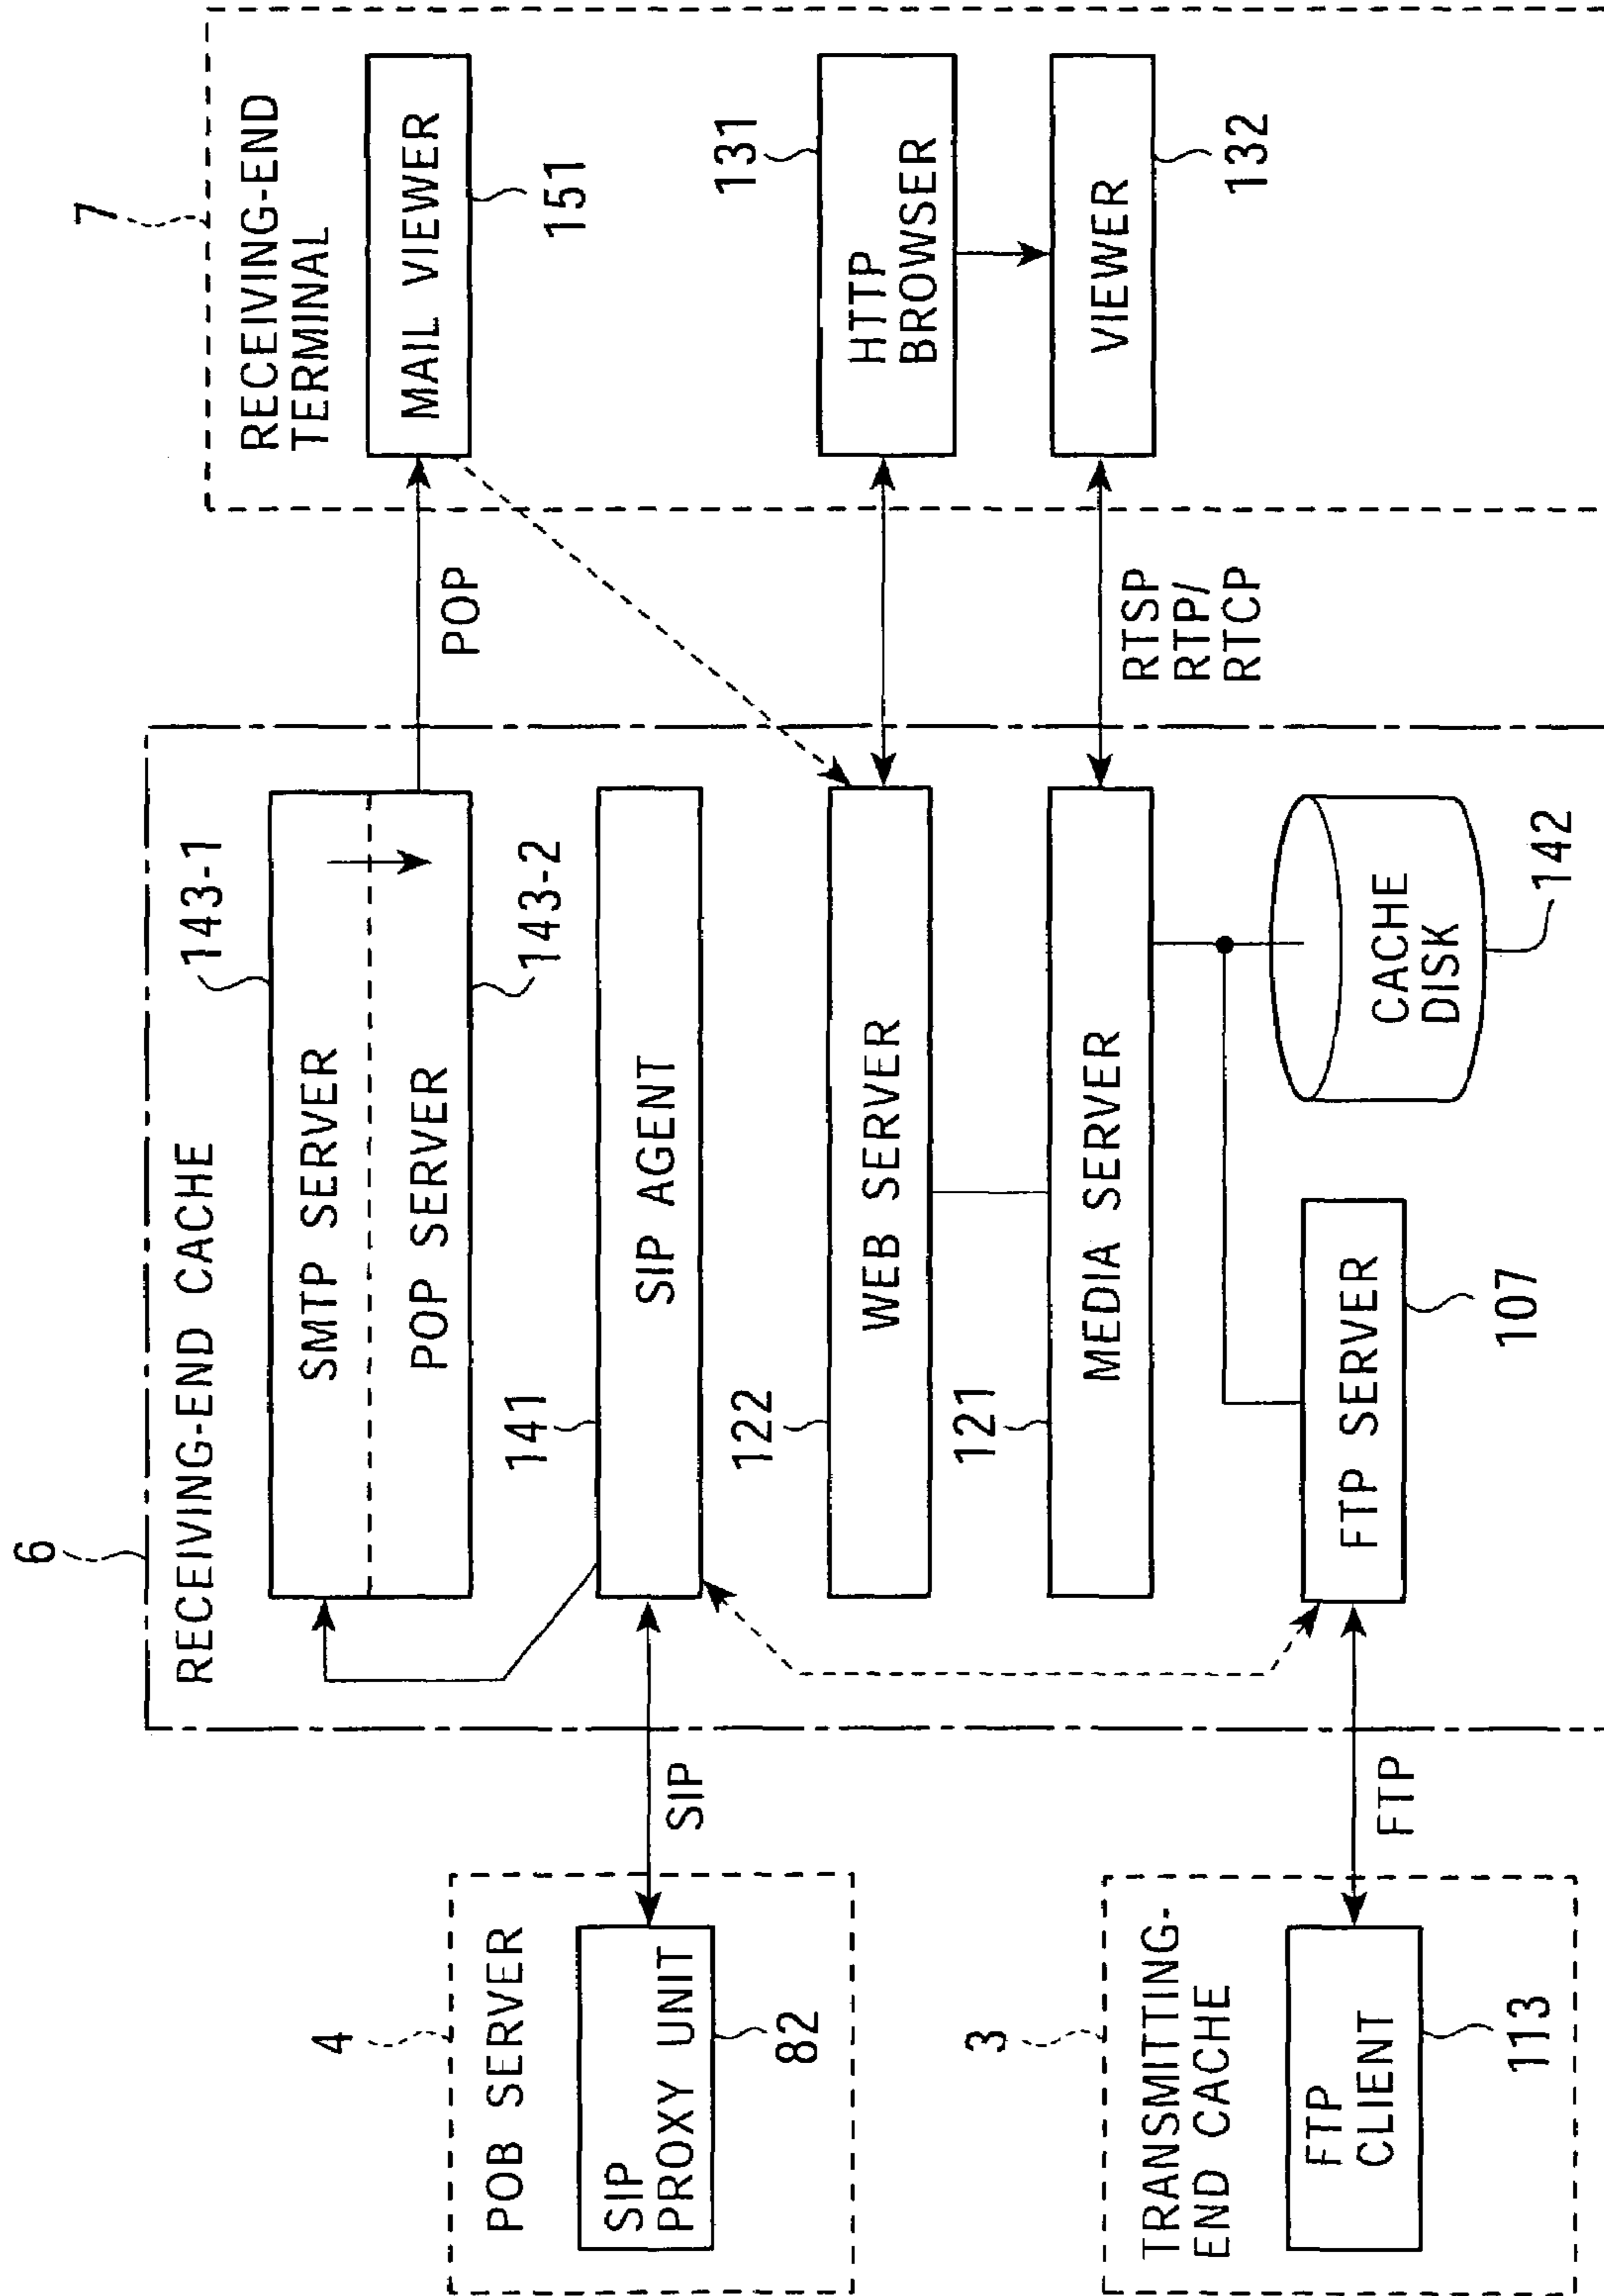 6
RECEIVING-END CACHE
143-1
SMTP SERVER
POP SERVER
143-2
141
SIP AGENT
122
WEB SERVER
121
MEDIA SERVER
FTP SERVER
107
CACHE
DISK
142
4
POB SERVER
SIP
PROXY UNIT
82
SIP
3
TRANSMITTING-
END CACHE
FTP
CLIENT
113
FTP
7
RECEIVING-END
TERMINAL
MAIL VIEWER
151
POP
131
HTTP
BROWSER
VIEWER
132
RTSP
RTP/
RTCP